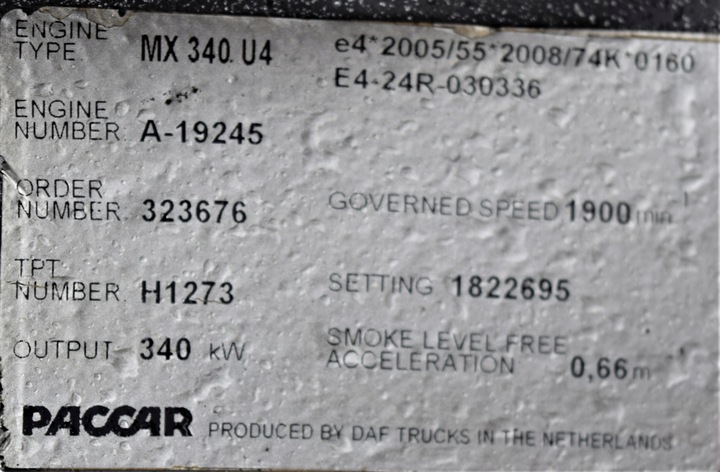 ENGINE TYPE MX 340 U4 e4*2005/55*2008/74K*0160
E4-24R-030336
ENGINE NUMBER A-19245
ORDER NUMBER 323676 GOVERNED SPEED 1900 min-1
TPT NUMBER H1273 SETTING 1822695
OUTPUT 340 kW SMOKE LEVEL FREE ACCELERATION 0,66 m-1
PACCAR PRODUCED BY DAF TRUCKS IN THE NETHERLANDS